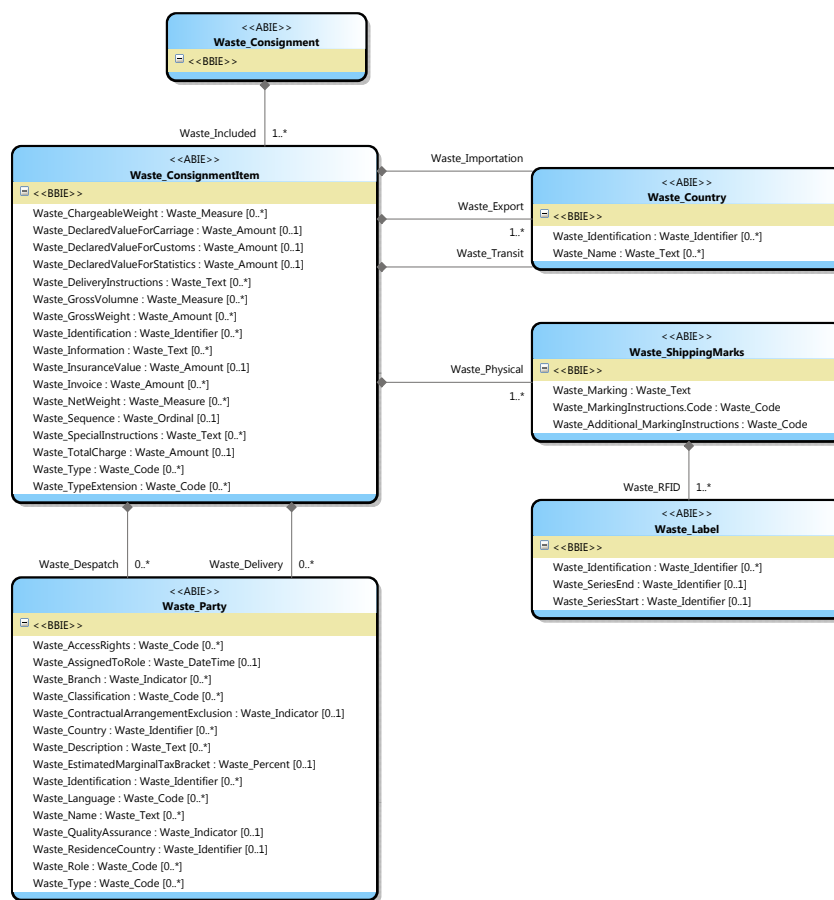 <<ABIE>>
Waste_Consignment
<<BBIE>>
Waste_Included 1..*
<<ABIE>>
Waste_ConsignmentItem
<<BBIE>>
Waste_ChargeableWeight : Waste_Measure [0..*]
Waste_DeclaredValueForCarriage : Waste_Amount [0..1]
Waste_DeclaredValueForCustoms : Waste_Amount [0..1]
Waste_DeclaredValueForStatistics : Waste_Amount [0..1]
Waste_DeliveryInstructions : Waste_Text [0..*]
Waste_GrossVolumne : Waste_Measure [0..*]
Waste_GrossWeight : Waste_Amount [0..*]
Waste_Identification : Waste_Identifier [0..*]
Waste_Information : Waste_Text [0..*]
Waste_InsuranceValue : Waste_Amount [0..1]
Waste_Invoice : Waste_Amount [0..*]
Waste_NetWeight : Waste_Measure [0..*]
Waste_Sequence : Waste_Ordinal [0..1]
Waste_SpecialInstructions : Waste_Text [0..*]
Waste_TotalCharge : Waste_Amount [0..1]
Waste_Type : Waste_Code [0..*]
Waste_TypeExtension : Waste_Code [0..*]
Waste_Importation
Waste_Export
1..*
Waste_Transit
<<ABIE>>
Waste_Country
<<BBIE>>
Waste_Identification : Waste_Identifier [0..*]
Waste_Name : Waste_Text [0..*]
Waste_Physical
1..*
<<ABIE>>
Waste_ShippingMarks
<<BBIE>>
Waste_Marking : Waste_Text
Waste_MarkingInstructions.Code : Waste_Code
Waste_Additional_MarkingInstructions : Waste_Code
Waste_RFID 1..*
<<ABIE>>
Waste_Label
<<BBIE>>
Waste_Identification : Waste_Identifier [0..*]
Waste_SeriesEnd : Waste_Identifier [0..1]
Waste_SeriesStart : Waste_Identifier [0..1]
Waste_Despatch 0..*
Waste_Delivery 0..*
<<ABIE>>
Waste_Party
<<BBIE>>
Waste_AccessRights : Waste_Code [0..*]
Waste_AssignedToRole : Waste_DateTime [0..1]
Waste_Branch : Waste_Indicator [0..*]
Waste_Classification : Waste_Code [0..*]
Waste_ContractualArrangementExclusion : Waste_Indicator [0..1]
Waste_Country : Waste_Identifier [0..*]
Waste_Description : Waste_Text [0..*]
Waste_EstimatedMarginalTaxBracket : Waste_Percent [0..1]
Waste_Identification : Waste_Identifier [0..*]
Waste_Language : Waste_Code [0..*]
Waste_Name : Waste_Text [0..*]
Waste_QualityAssurance : Waste_Indicator [0..1]
Waste_ResidenceCountry : Waste_Identifier [0..1]
Waste_Role : Waste_Code [0..*]
Waste_Type : Waste_Code [0..*]